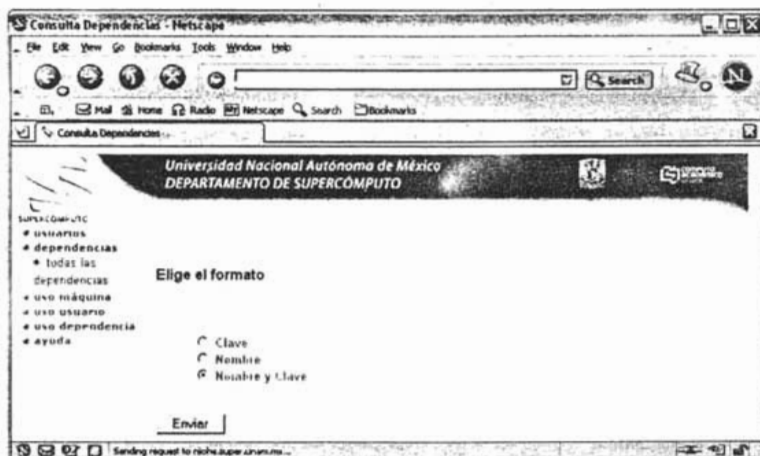 Consulta Dependencias - Netscape
File Edit View Go Bookmarks Tools Window Help
Search
Mail Home Radio Netscape Search Bookmarks
Consulta Dependencias
Universidad Nacional Autónoma de México
DEPARTAMENTO DE SUPERCÓMPUTO
SUPERCOMPUTO
usuarios
dependencias
todas las
dependencias
uso máquina
uso usuario
uso dependencia
ayuda
Elige el formato
Clave
Nombre
Nombre y Clave
Enviar
Sending request to